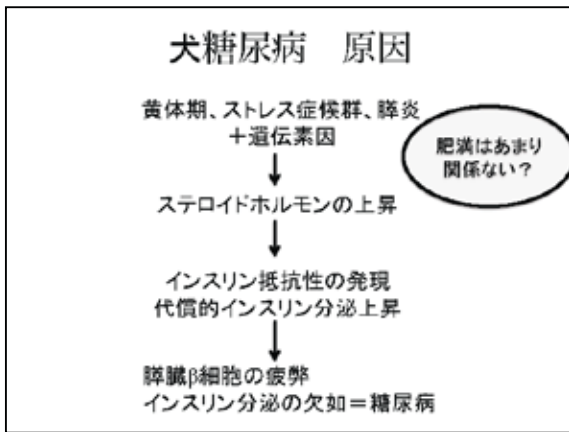 犬糖尿病　原因
黄体期、ストレス症候群、膵炎
＋遺伝素因
肥満はあまり
関係ない？
ステロイドホルモンの上昇
インスリン抵抗性の発現
代償的インスリン分泌上昇
膵臓β細胞の疲弊
インスリン分泌の欠如＝糖尿病